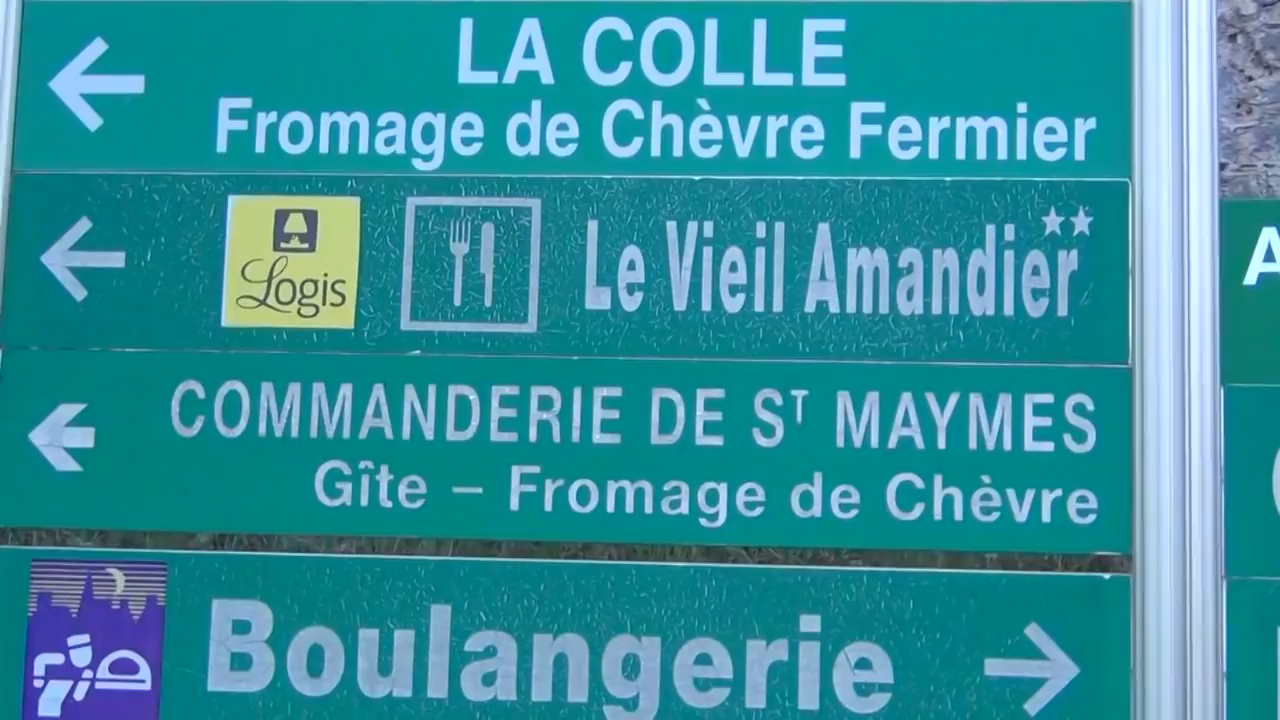 LA COLLE
Fromage de Chèvre Fermier
Logis
Le Vieil Amandier
COMMANDERIE DE Sᵀ MAYMES
Gîte – Fromage de Chèvre
Boulangerie